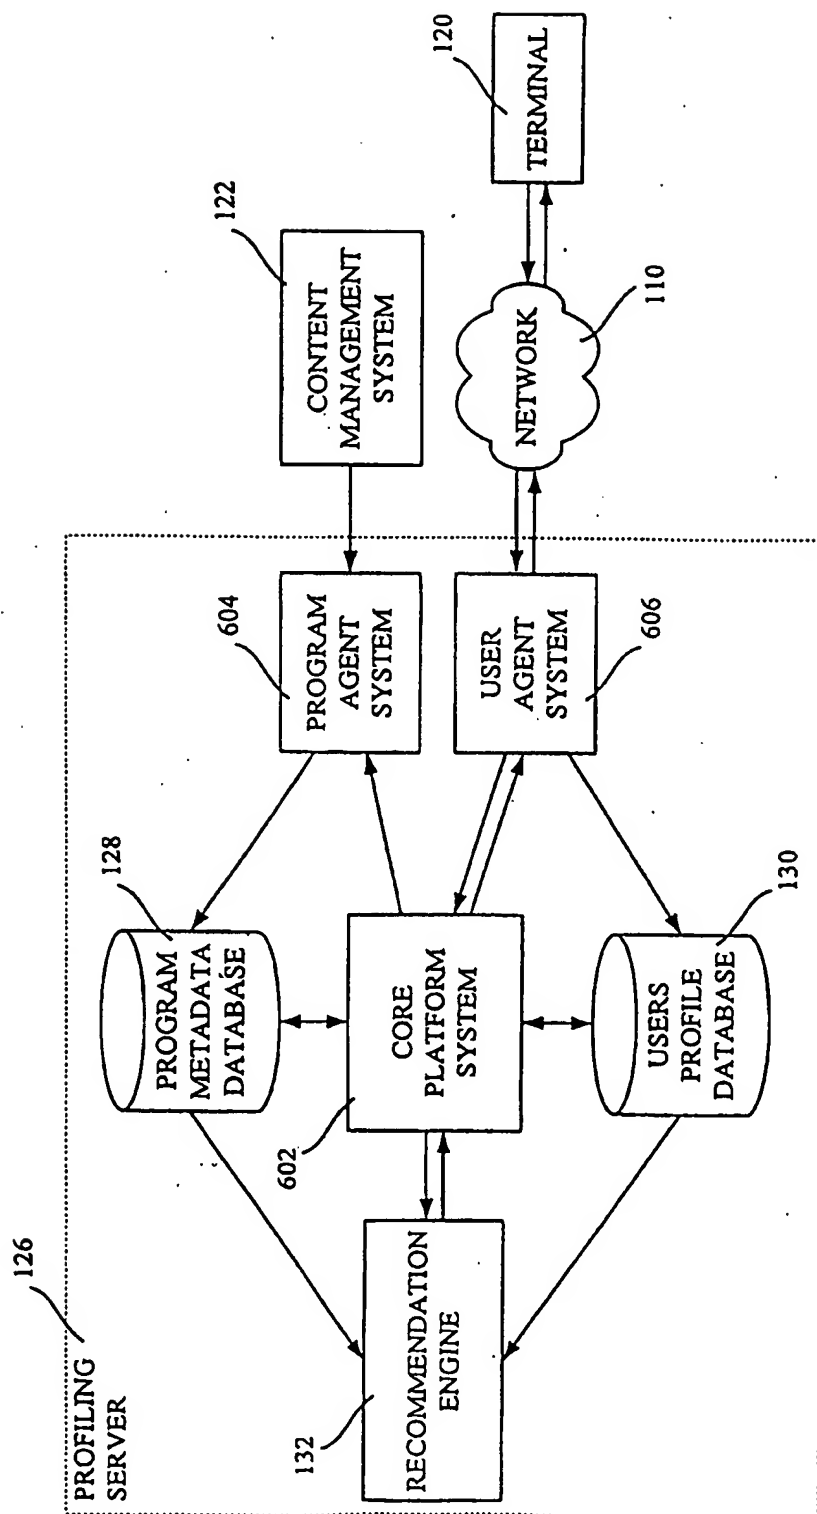 PROFILING
SERVER
126
RECOMMENDATION
ENGINE
132
PROGRAM
METADATA
DATABASE
128
CORE
PLATFORM
SYSTEM
602
USERS
PROFILE
DATABASE
130
PROGRAM
AGENT
SYSTEM
604
USER
AGENT
SYSTEM
606
CONTENT
MANAGEMENT
SYSTEM
122
NETWORK
110
TERMINAL
120